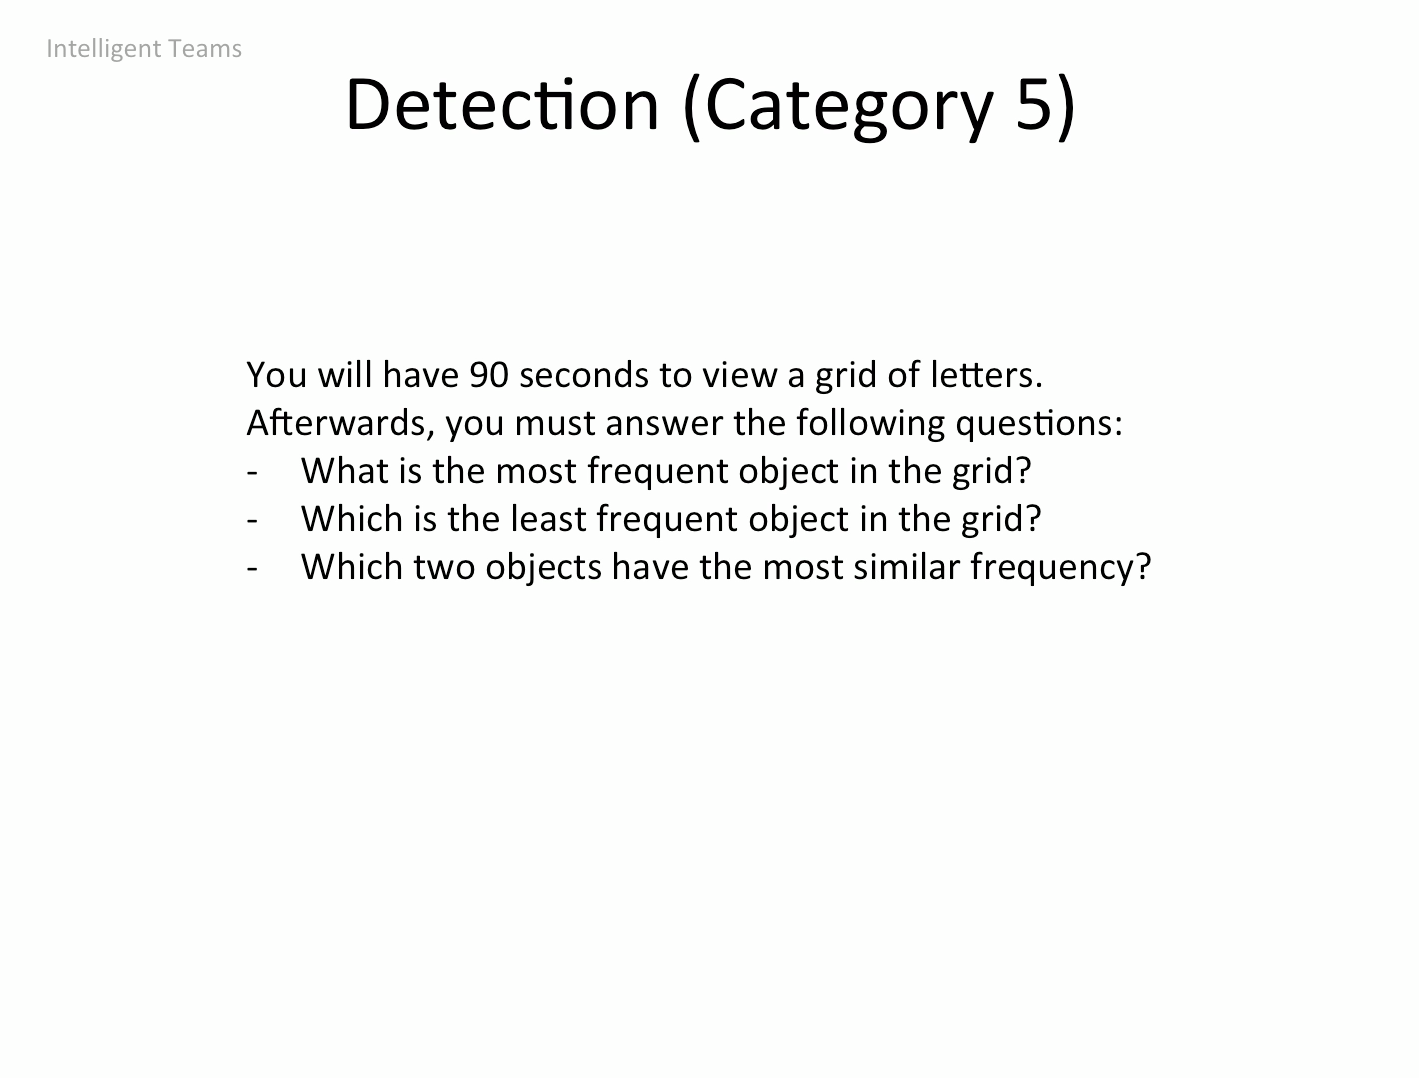 Intelligent Teams
Detection (Category 5)
You will have 90 seconds to view a grid of letters.
Afterwards, you must answer the following questions:
- What is the most frequent object in the grid?
- Which is the least frequent object in the grid?
- Which two objects have the most similar frequency?